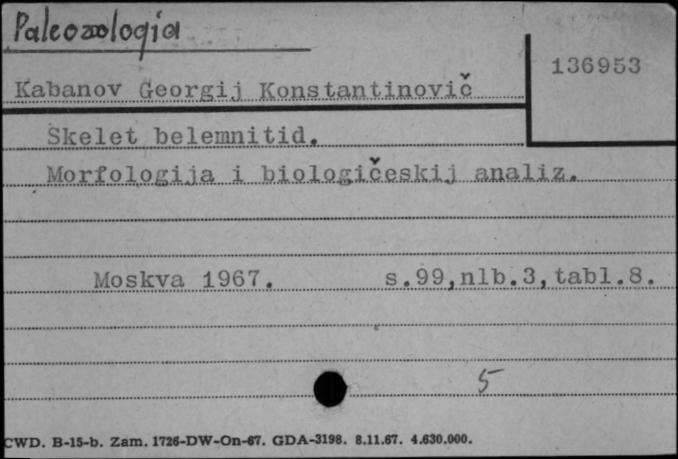 Paleozoologia
136953
Kabanov Georgij Konstantinovič
Skelet belemnitid.
Morfologija i biologičeskij analiz.
Moskva 1967. s.99,nlb.3,tabl.8.
5
CWD. B-15-b. Zam. 1726-DW-On-67. GDA-3198. 8.11.67. 4.630.000.